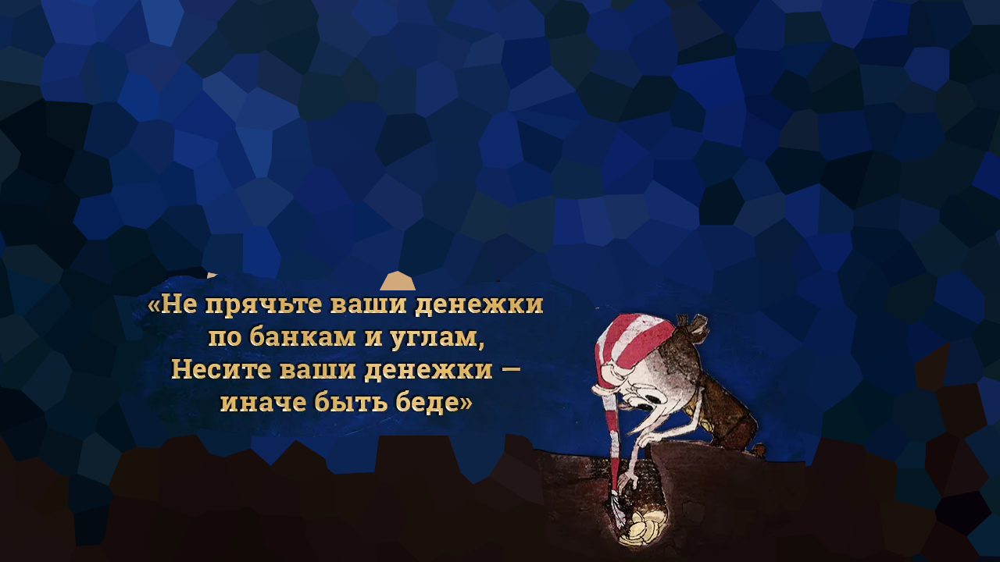 «Не прячьте ваши денежки
по банкам и углам,
Несите ваши денежки —
иначе быть беде»